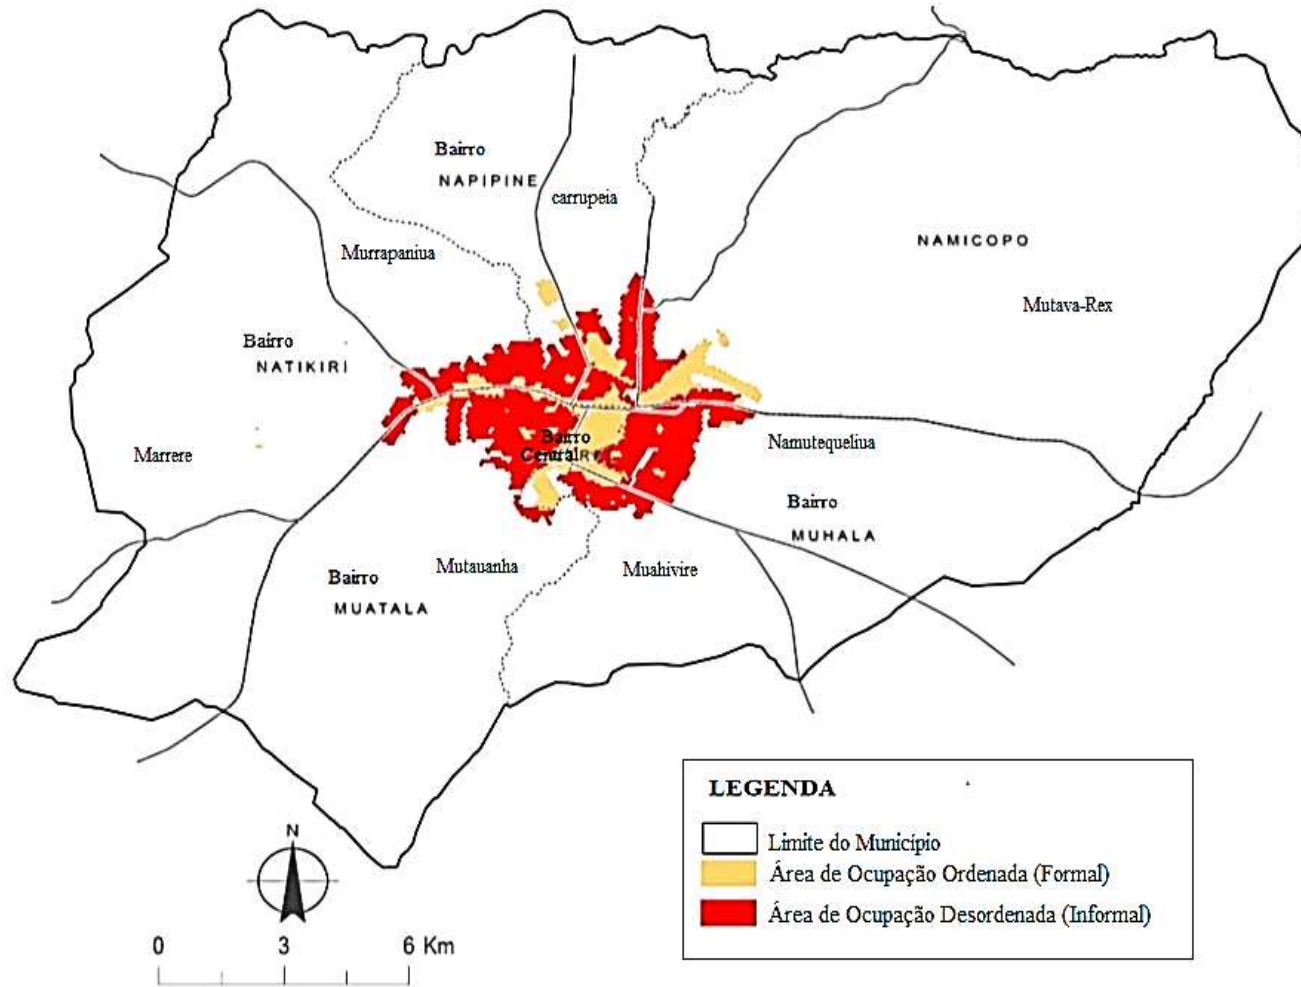 Bairro
NAPIPINE
carrupeia
NAMICOPO
Murrapaniua
Mutava-Rex
Bairro
NATIKIRI
Bairro
Central
Namutequeliua
Marrere
Bairro
MUHALA
Mutauanha
Muahivire
Bairro
MUATALA
LEGENDA
Limite do Município
Área de Ocupação Ordenada (Formal)
Área de Ocupação Desordenada (Informal)
N
0 3 6 Km